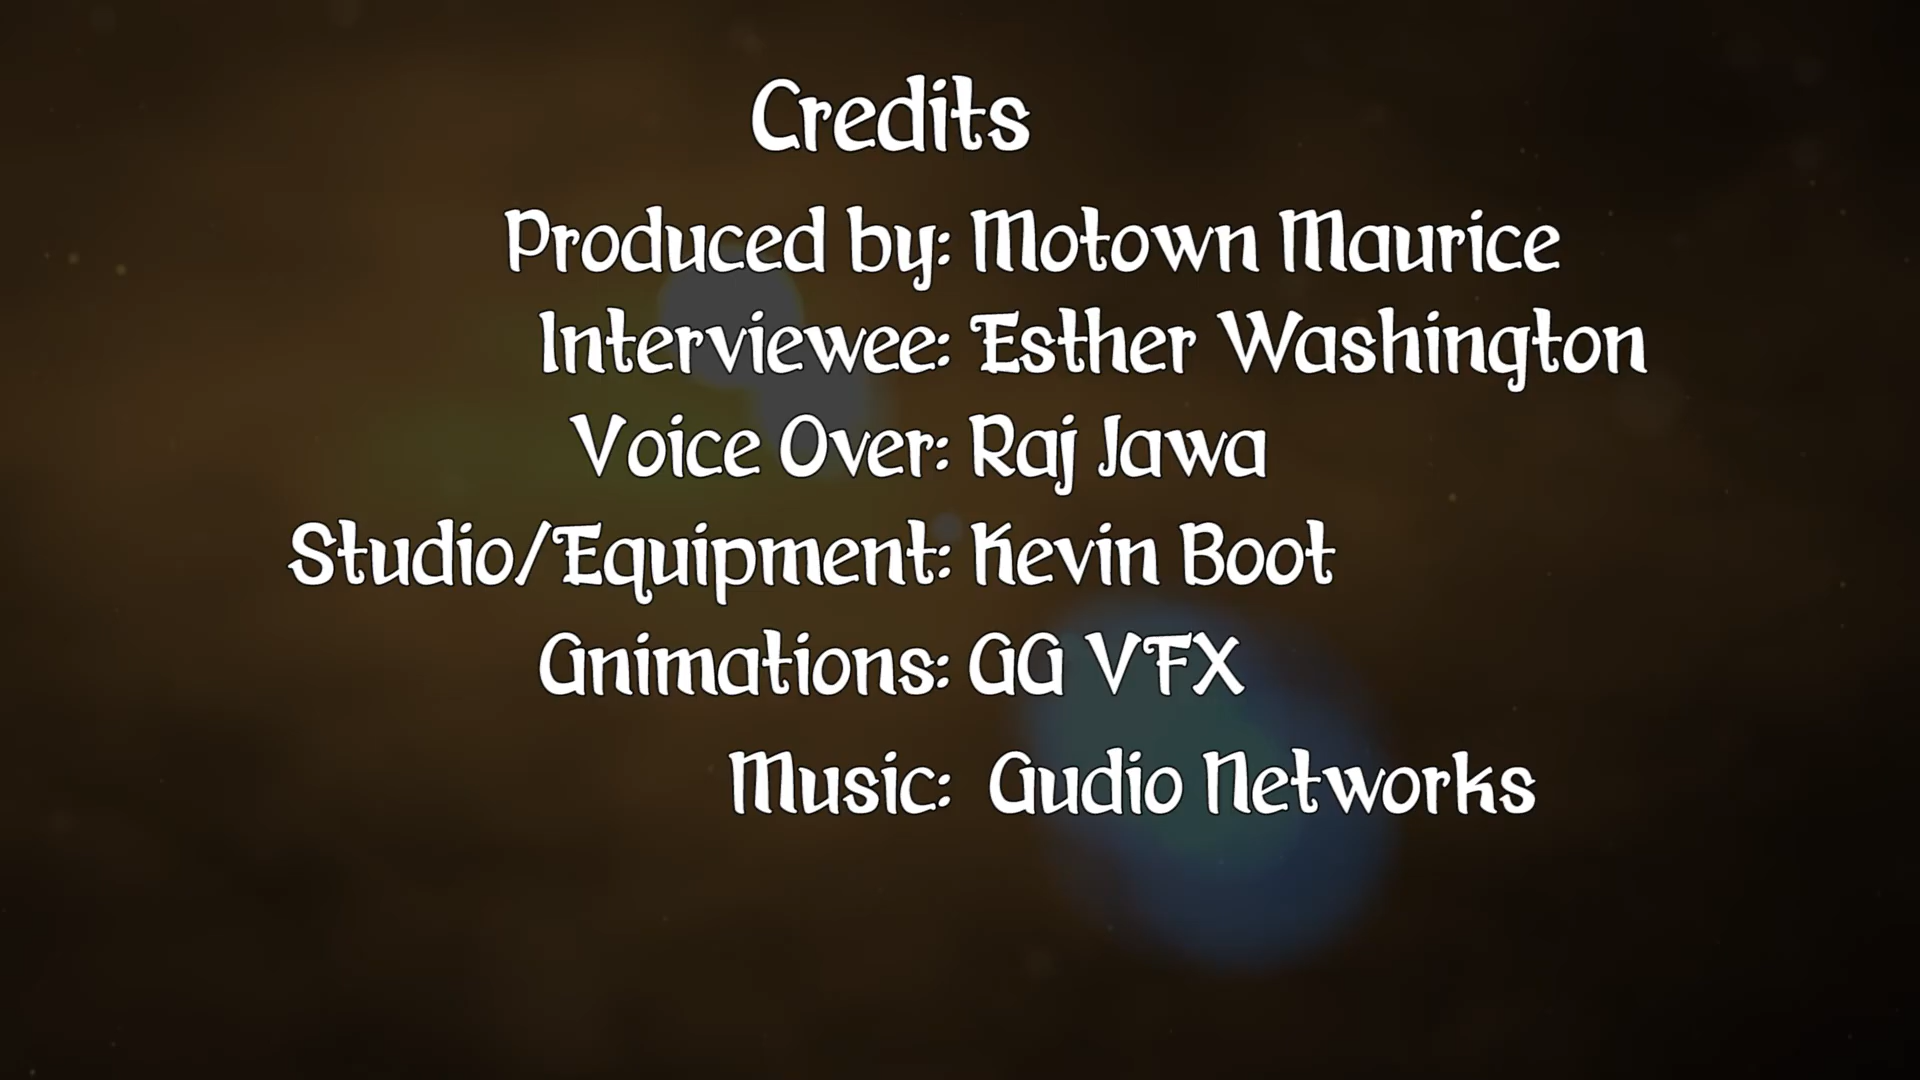 Credits
Produced by: Motown Maurice
Interviewee: Esther Washington
Voice Over: Raj Jawa
Studio/Equipment: Kevin Boot
Animations: AA VFX
Music: Audio Networks